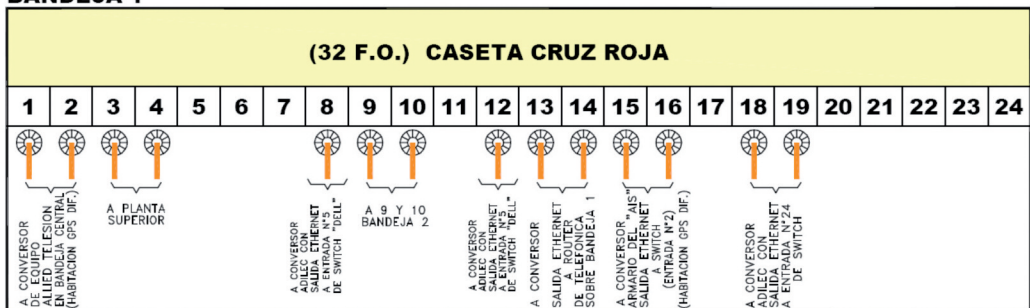 BANDEJA 1
(32 F.O.) CASETA CRUZ ROJA
1 2 3 4 5 6 7 8 9 10 11 12 13 14 15 16 17 18 19 20 21 22 23 24
A CONVERSOR
DE EQUIPO
ALLIED TELESION
EN BANDEJA CENTRAL
(HABITACION GPS DIF.)
A PLANTA
SUPERIOR
A CONVERSOR
ADILEC CON
SALIDA ETHERNET
A ENTRADA Nº5
DE SWITCH "DELL"
A 9 Y 10
BANDEJA 2
A CONVERSOR
ADILEC CON
SALIDA ETHERNET
A ENTRADA Nº5
DE SWITCH "DELL"
A CONVERSOR
SALIDA ETHERNET
A ROUTER
DE TELEFONICA
SOBRE BANDEJA 1
A CONVERSOR
ARMARIO DEL "AIS"
SALIDA ETHERNET
A SWITCH
(ENTRADA Nº2)
(HABITACION GPS DIF.)
A CONVERSOR
ADILEC CON
SALIDA ETHERNET
A ENTRADA Nº24
DE SWITCH